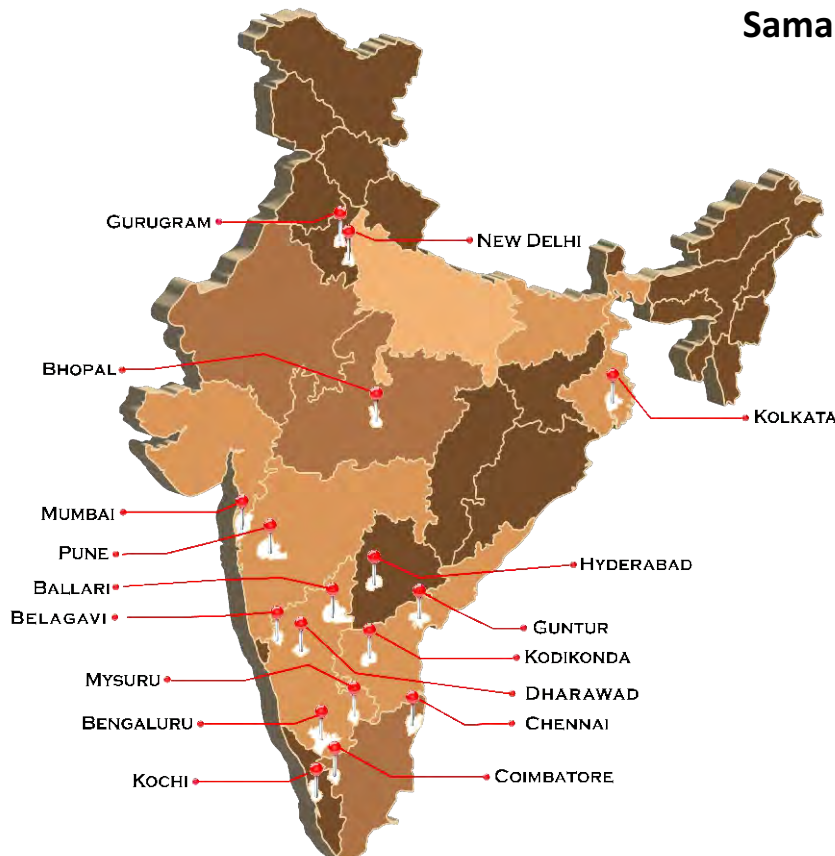 Sama
GURUGRAM
NEW DELHI
BHOPAL
KOLKATA
MUMBAI
PUNE
HYDERABAD
BALLARI
BELAGAVI
GUNTUR
KODIKONDA
MYSURU
DHARAWAD
BENGALURU
CHENNAI
COIMBATORE
KOCHI